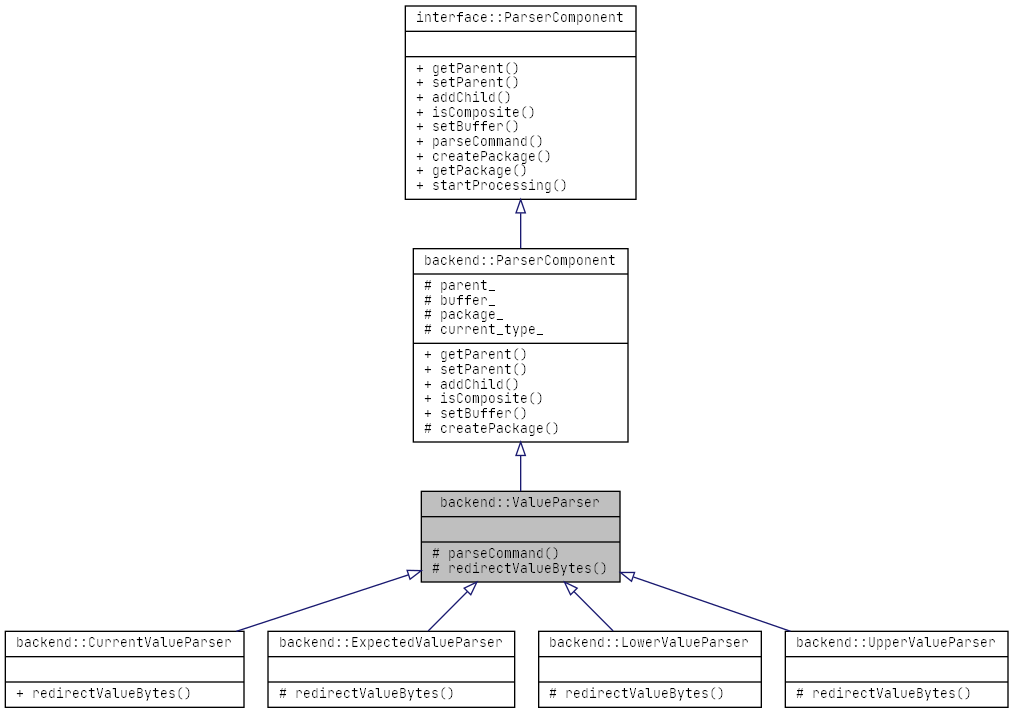 interface::ParserComponent
+ getParent()
+ setParent()
+ addChild()
+ isComposite()
+ setBuffer()
+ parseCommand()
+ createPackage()
+ getPackage()
+ startProcessing()
backend::ParserComponent
# parent_
# buffer_
# package_
# current_type_
+ getParent()
+ setParent()
+ addChild()
+ isComposite()
+ setBuffer()
# createPackage()
backend::ValueParser
# parseCommand()
# redirectValueBytes()
backend::CurrentValueParser
+ redirectValueBytes()
backend::ExpectedValueParser
# redirectValueBytes()
backend::LowerValueParser
# redirectValueBytes()
backend::UpperValueParser
# redirectValueBytes()